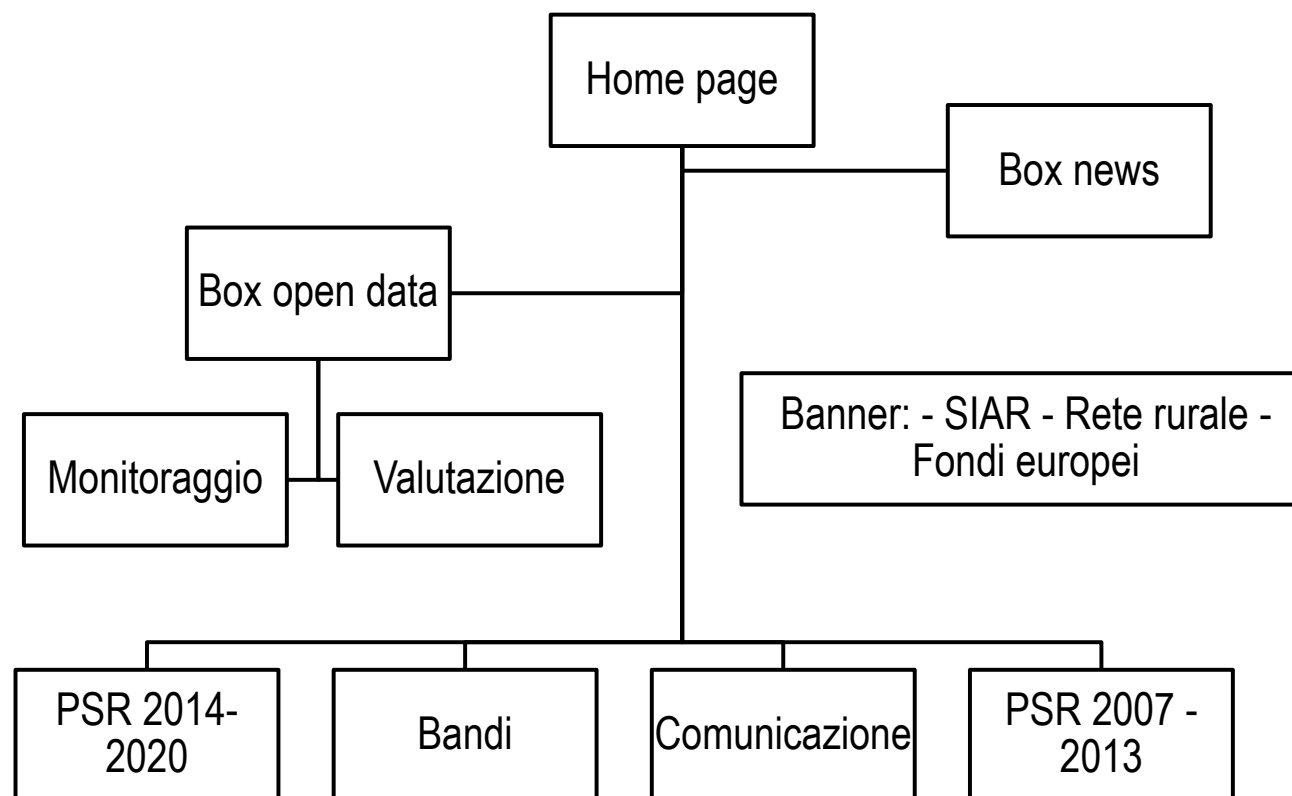 Home page
Box news
Box open data
Banner: - SIAR - Rete rurale -
Fondi europei
Monitoraggio
Valutazione
PSR 2014-
2020
Bandi
Comunicazione
PSR 2007 -
2013